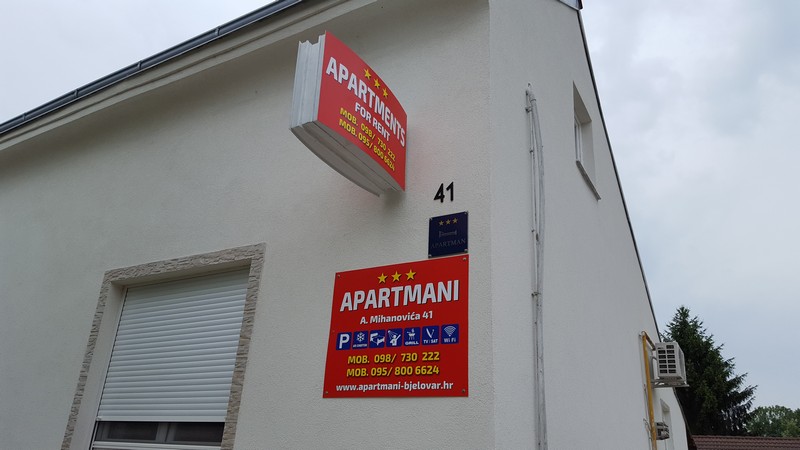 ★★★
APARTMENTS
FOR RENT
MOB. 098/ 730 222
MOB. 095/ 800 6624
41
★★★
APARTMAN
★★★
APARTMANI
A. Mihanovića 41
P GRILL TV / SAT Wi Fi
MOB. 098/ 730 222
MOB. 095/ 800 6624
www.apartmani-bjelovar.hr